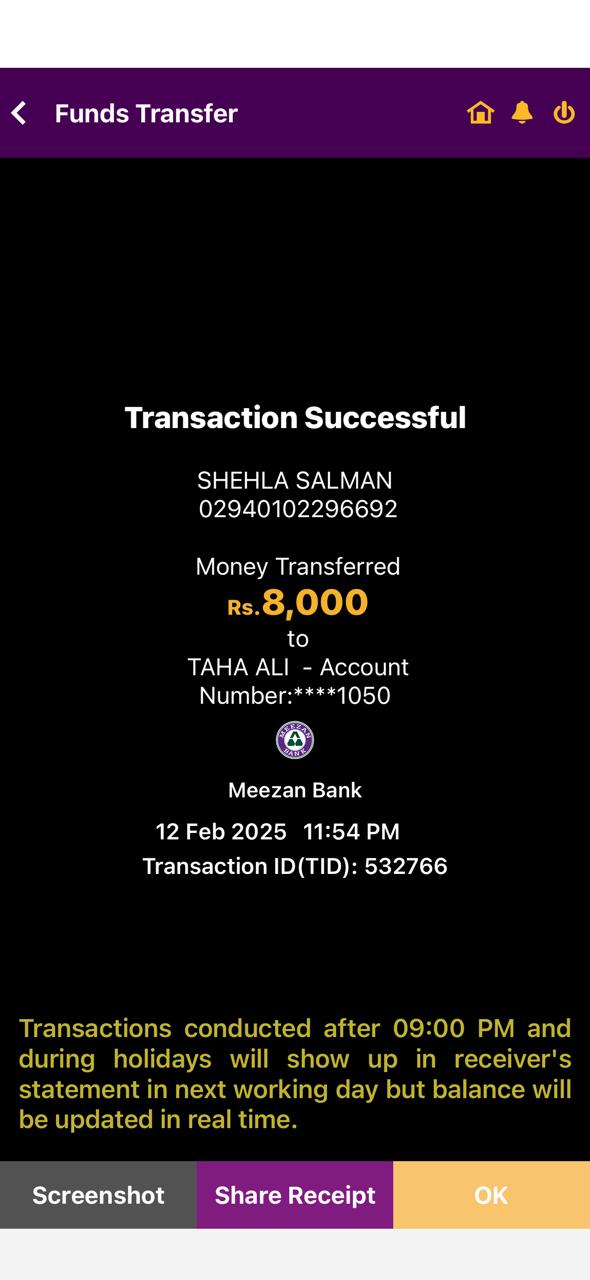 Funds Transfer
Transaction Successful
SHEHLA SALMAN
02940102296692
Money Transferred
Rs.8,000
to
TAHA ALI - Account
Number:****1050
MEEZAN
BANK
Meezan Bank
12 Feb 2025 11:54 PM
Transaction ID(TID): 532766
Transactions conducted after 09:00 PM and
during holidays will show up in receiver's
statement in next working day but balance will
be updated in real time.
Screenshot
Share Receipt
OK